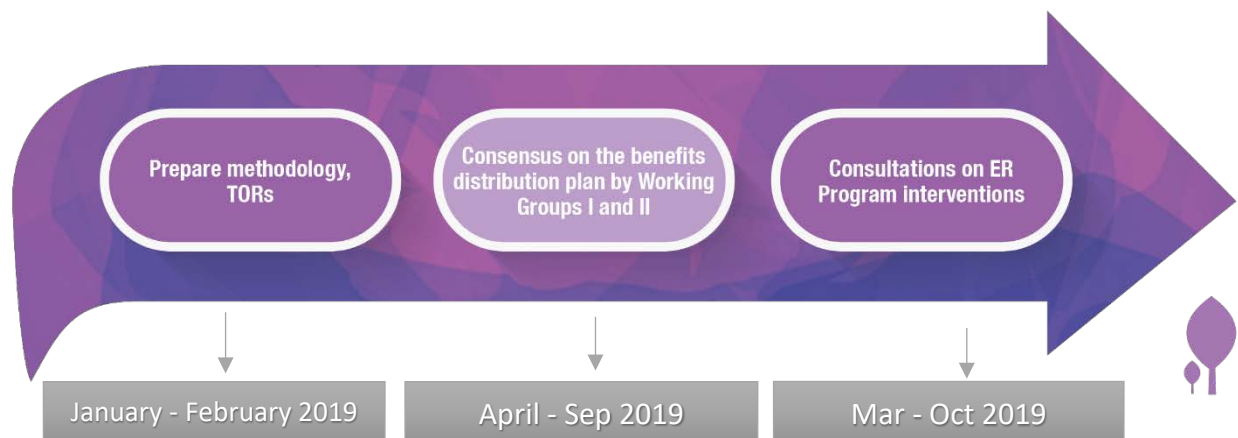 Prepare methodology,
TORs
Consensus on the benefits
distribution plan by Working
Groups I and II
Consultations on ER
Program interventions
January - February 2019
April - Sep 2019
Mar - Oct 2019